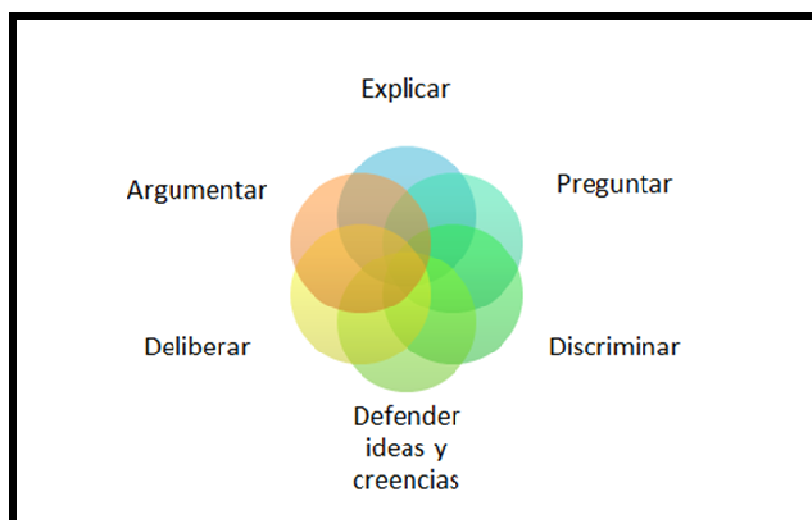 Explicar
Argumentar
Preguntar
Deliberar
Discriminar
Defender
ideas y
creencias